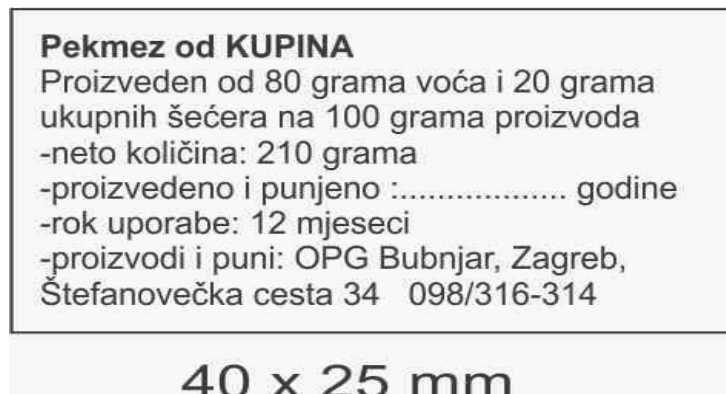 Pekmez od KUPINA
Proizveden od 80 grama voća i 20 grama
ukupnih šećera na 100 grama proizvoda
-neto količina: 210 grama
-proizvedeno i punjeno :.................. godine
-rok uporabe: 12 mjeseci
-proizvodi i puni: OPG Bubnjar, Zagreb,
Štefanovečka cesta 34   098/316-314
40 x 25 mm